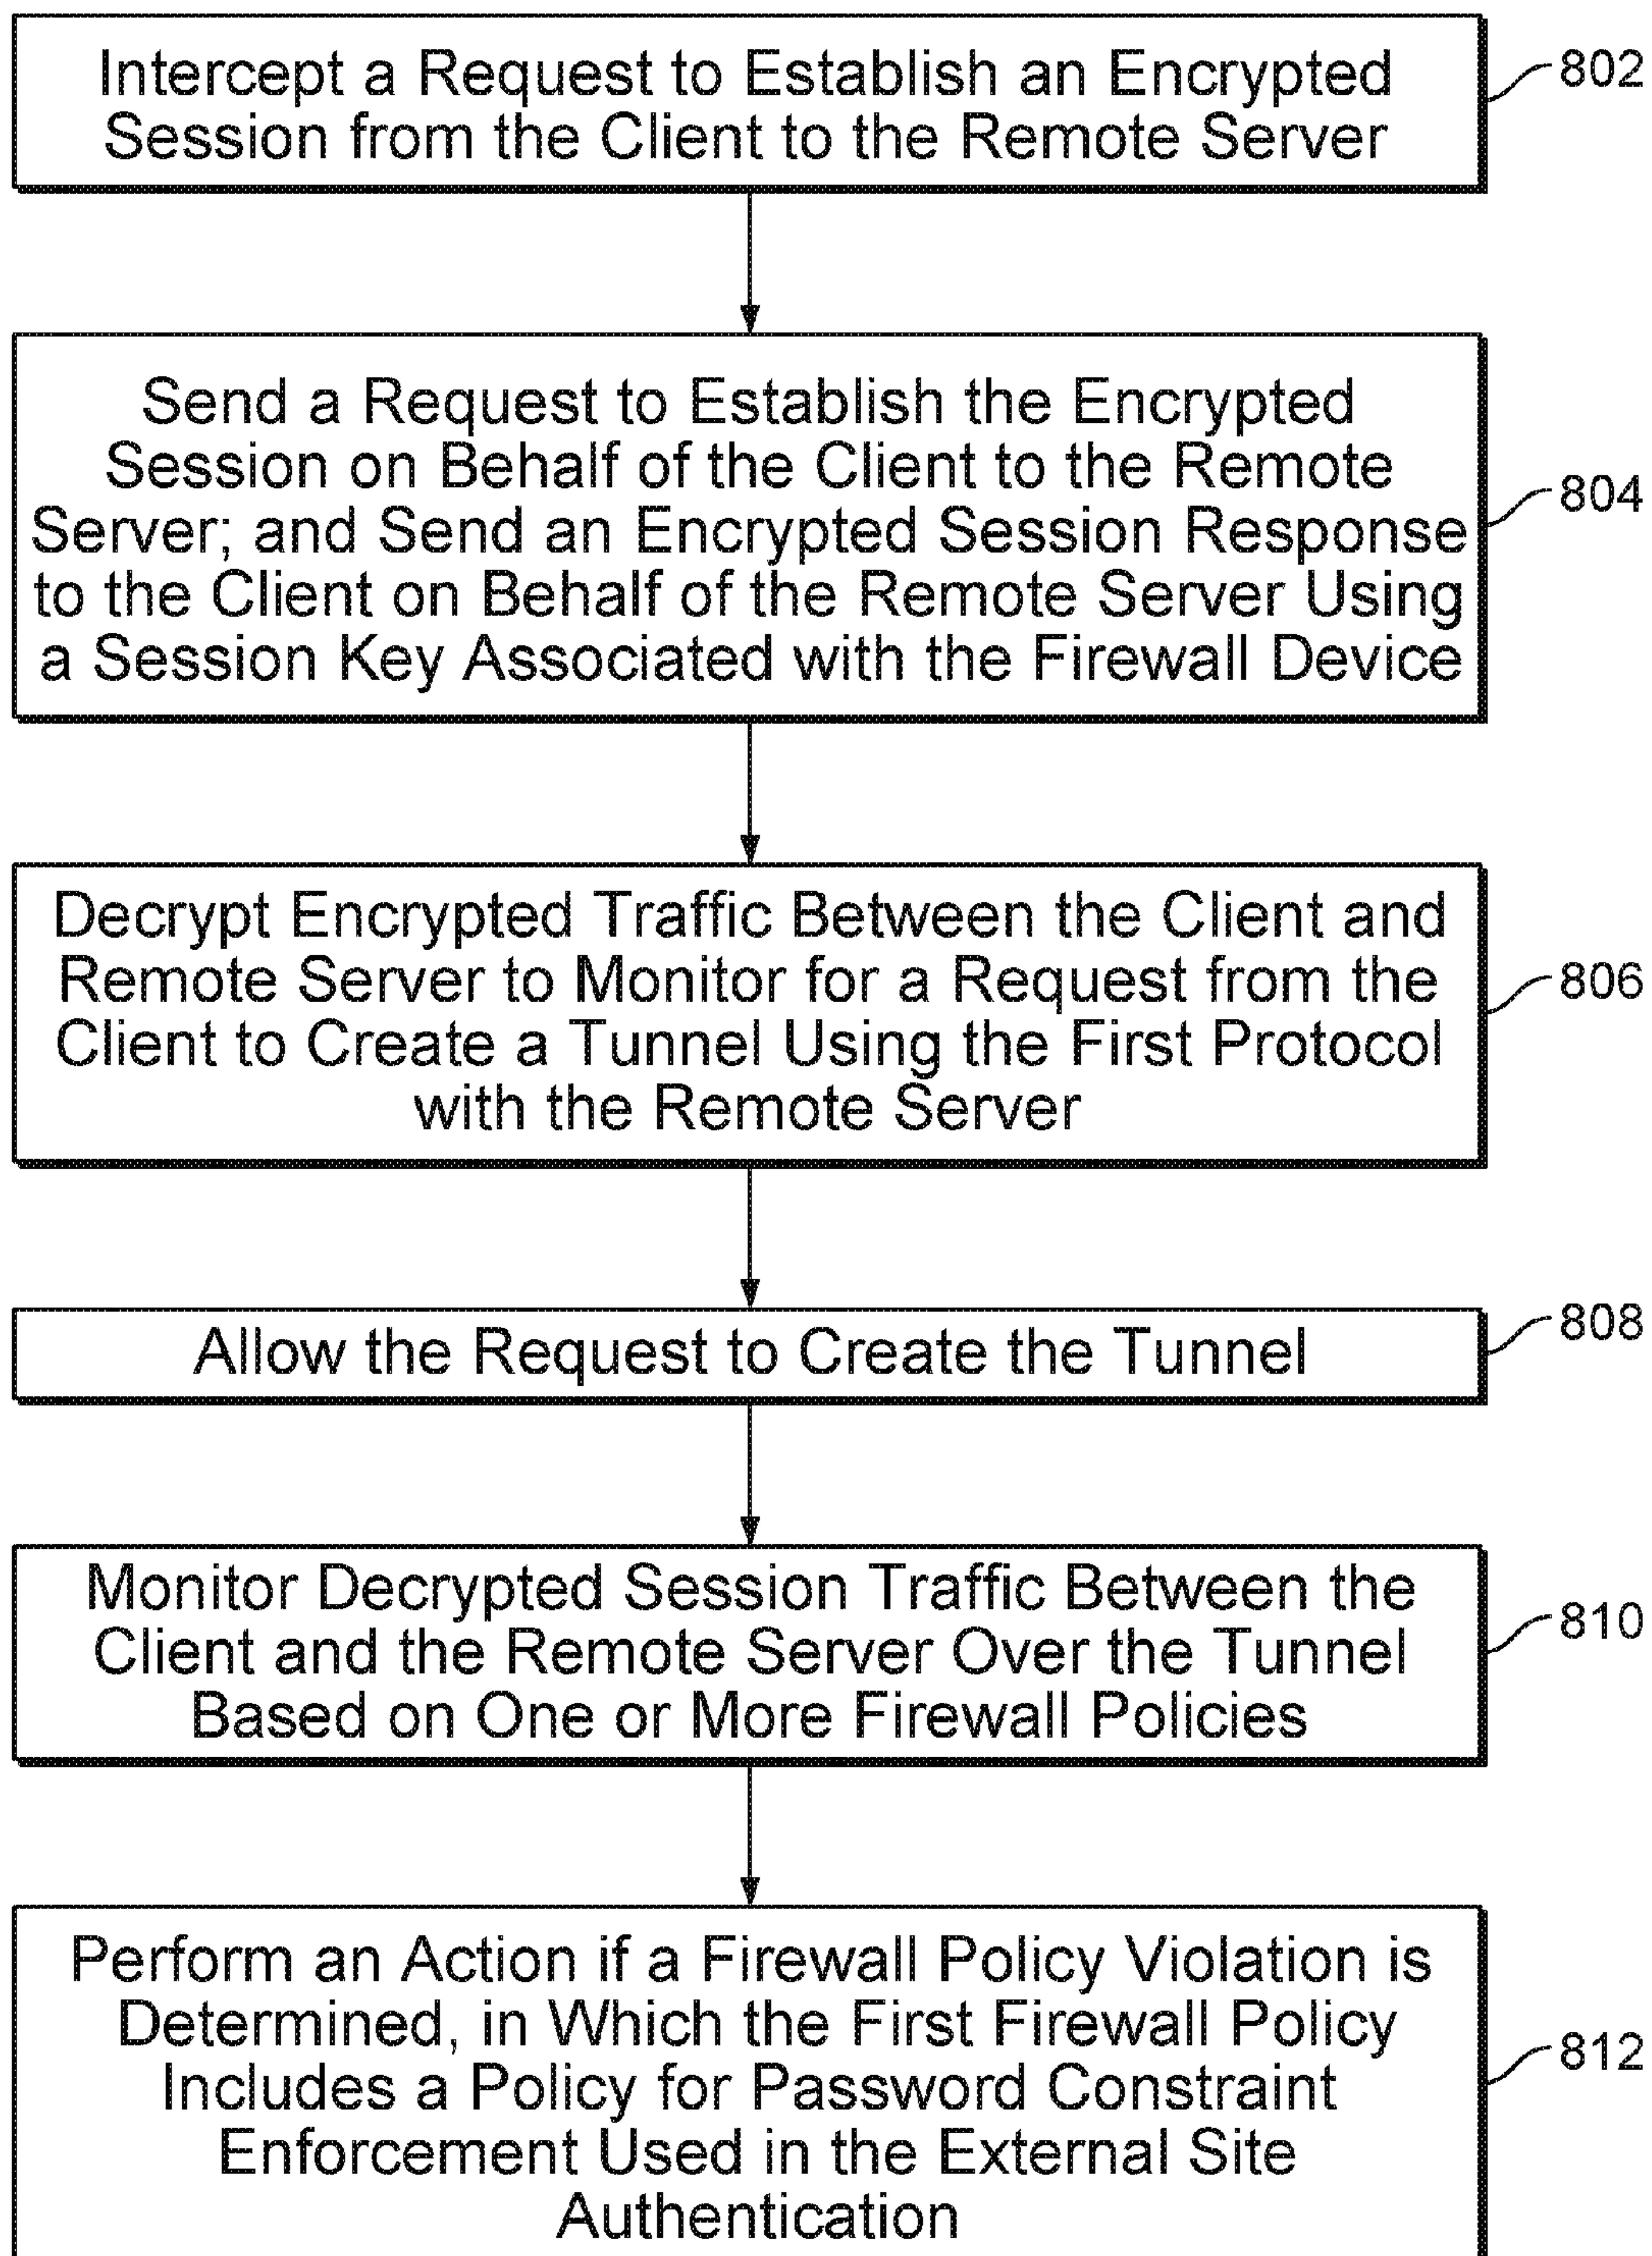 Intercept a Request to Establish an Encrypted
Session from the Client to the Remote Server
802
Send a Request to Establish the Encrypted
Session on Behalf of the Client to the Remote
Server; and Send an Encrypted Session Response
to the Client on Behalf of the Remote Server Using
a Session Key Associated with the Firewall Device
804
Decrypt Encrypted Traffic Between the Client and
Remote Server to Monitor for a Request from the
Client to Create a Tunnel Using the First Protocol
with the Remote Server
806
Allow the Request to Create the Tunnel
808
Monitor Decrypted Session Traffic Between the
Client and the Remote Server Over the Tunnel
Based on One or More Firewall Policies
810
Perform an Action if a Firewall Policy Violation is
Determined, in Which the First Firewall Policy
Includes a Policy for Password Constraint
Enforcement Used in the External Site
Authentication
812